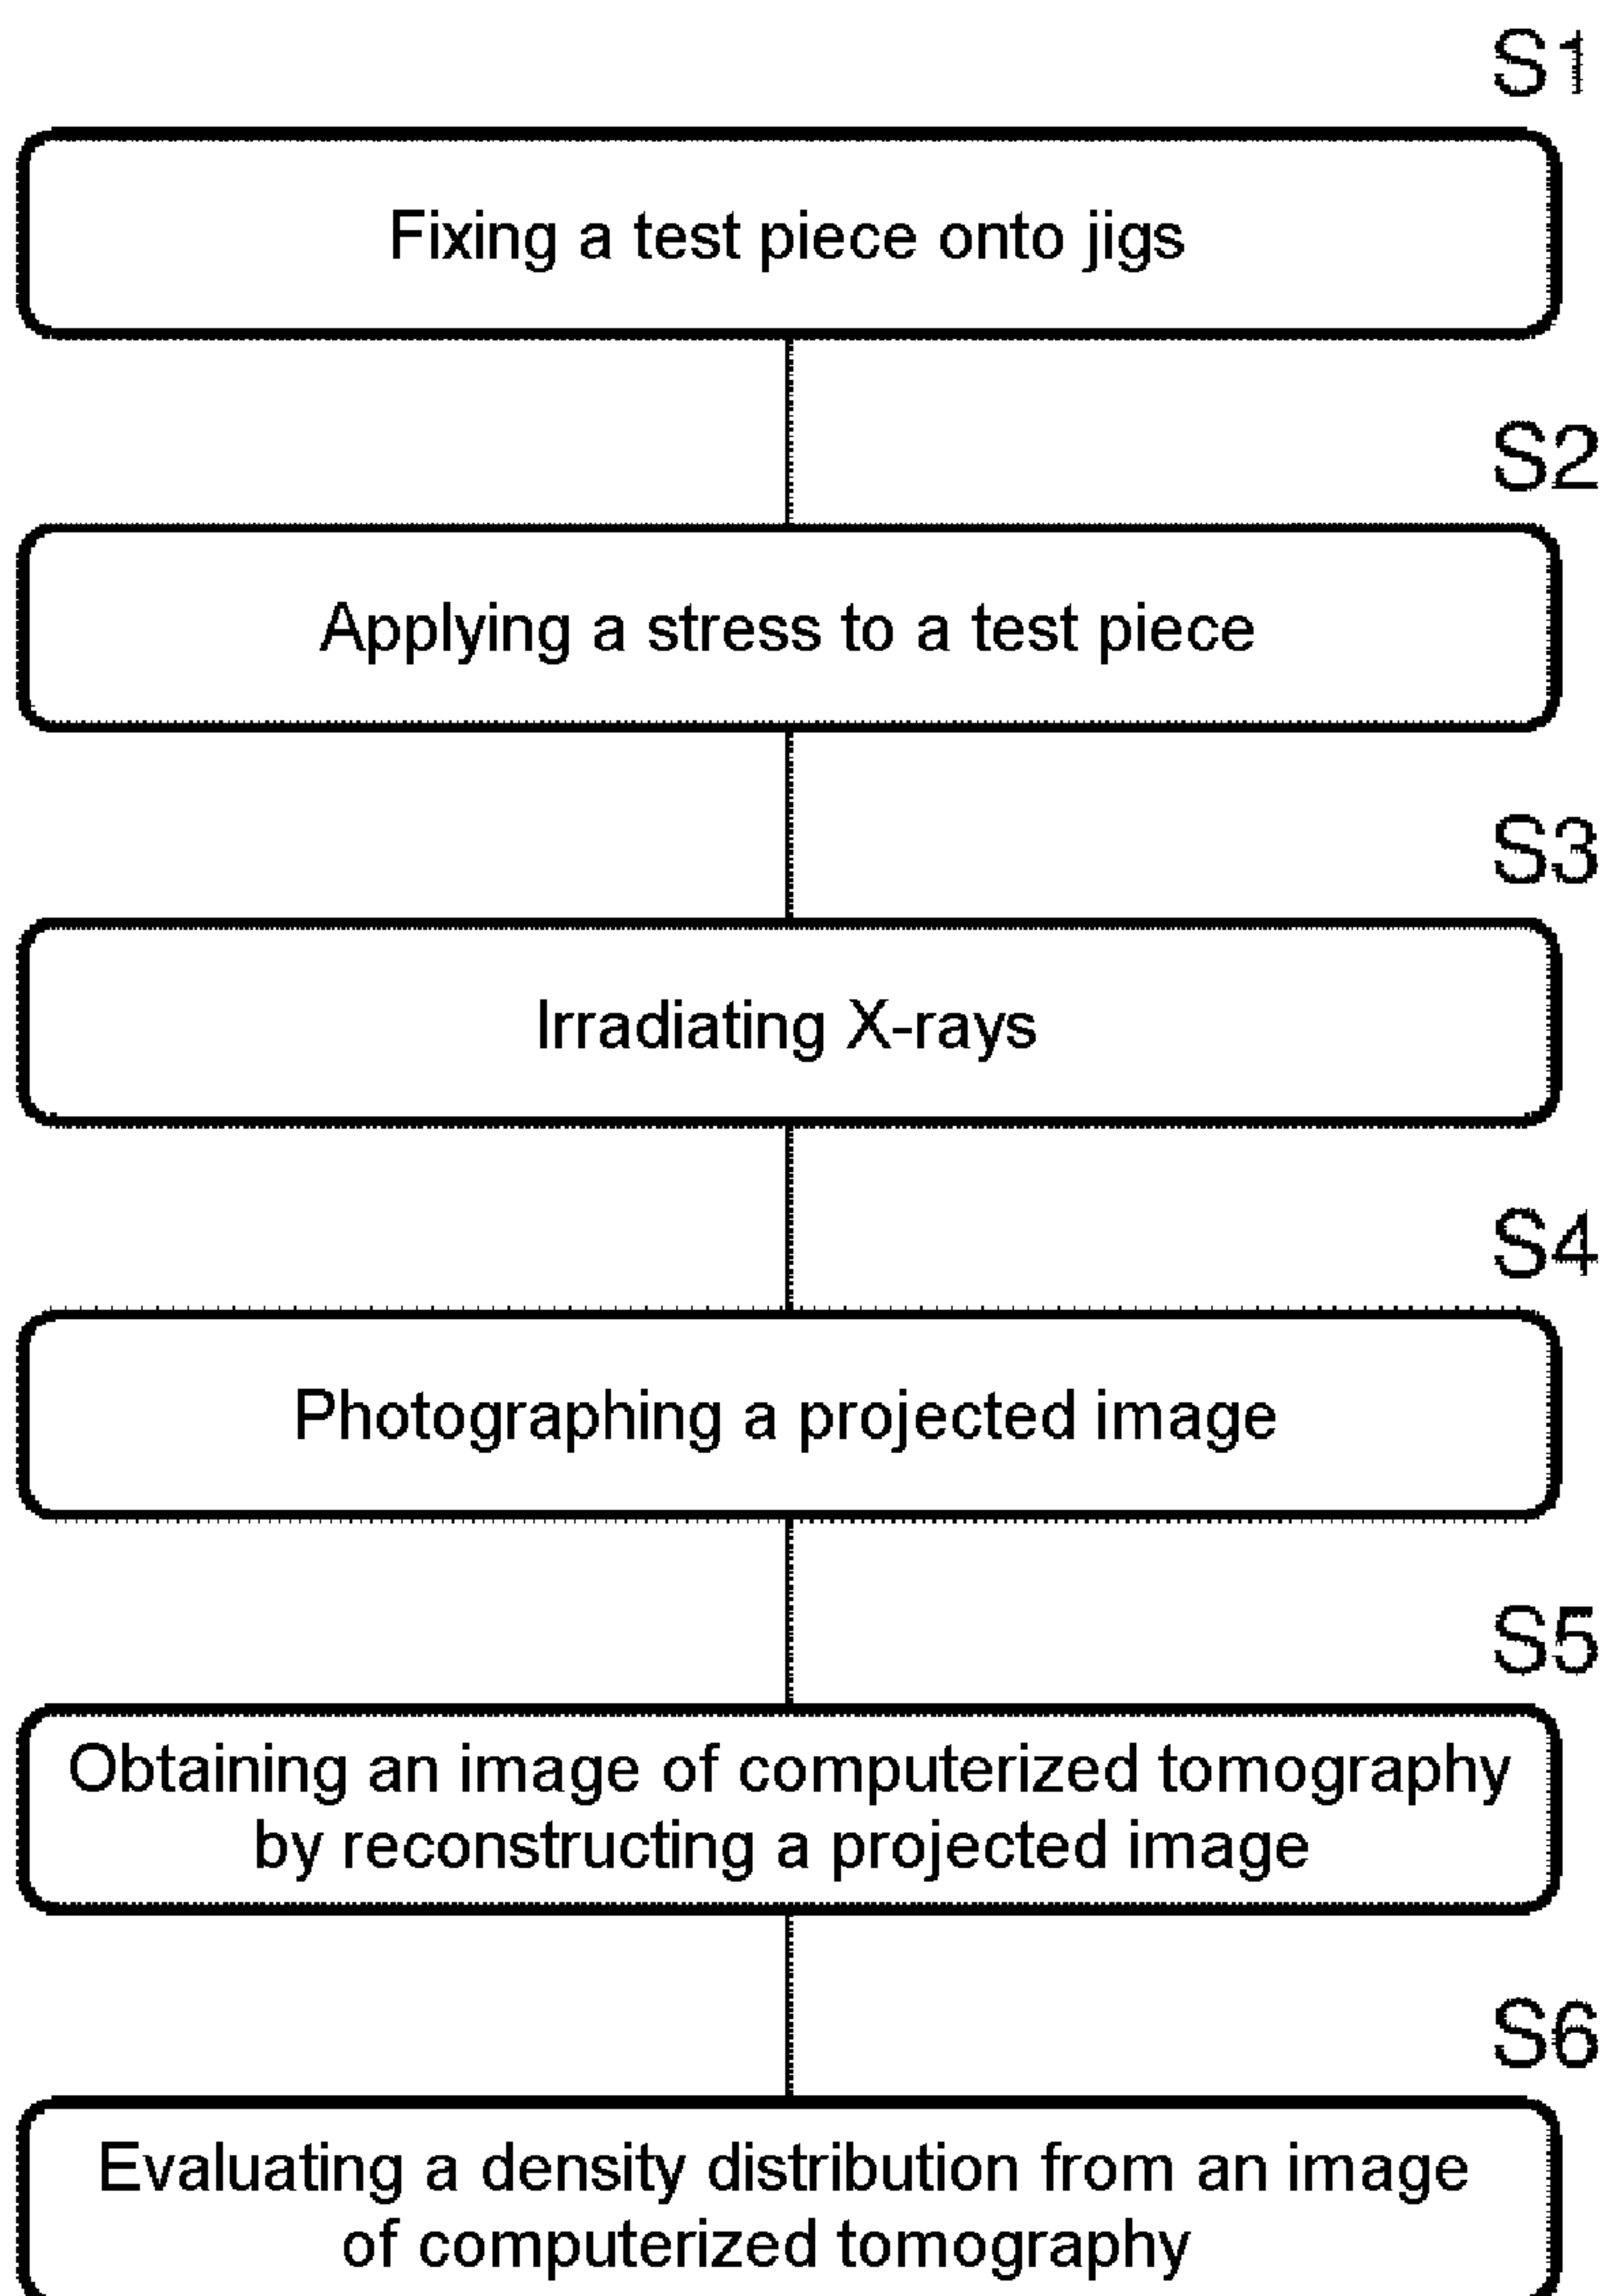 S1
Fixing a test piece onto jigs
S2
Applying a stress to a test piece
S3
Irradiating X-rays
S4
Photographing a projected image
S5
Obtaining an image of computerized tomography
by reconstructing a projected image
S6
Evaluating a density distribution from an image
of computerized tomography